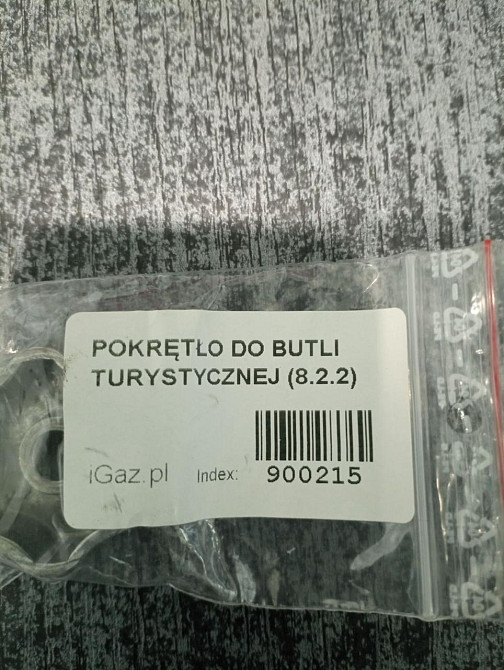 POKRĘTŁO DO BUTLI
TURYSTYCZNEJ (8.2.2)
iGaz.pl Index: 900215